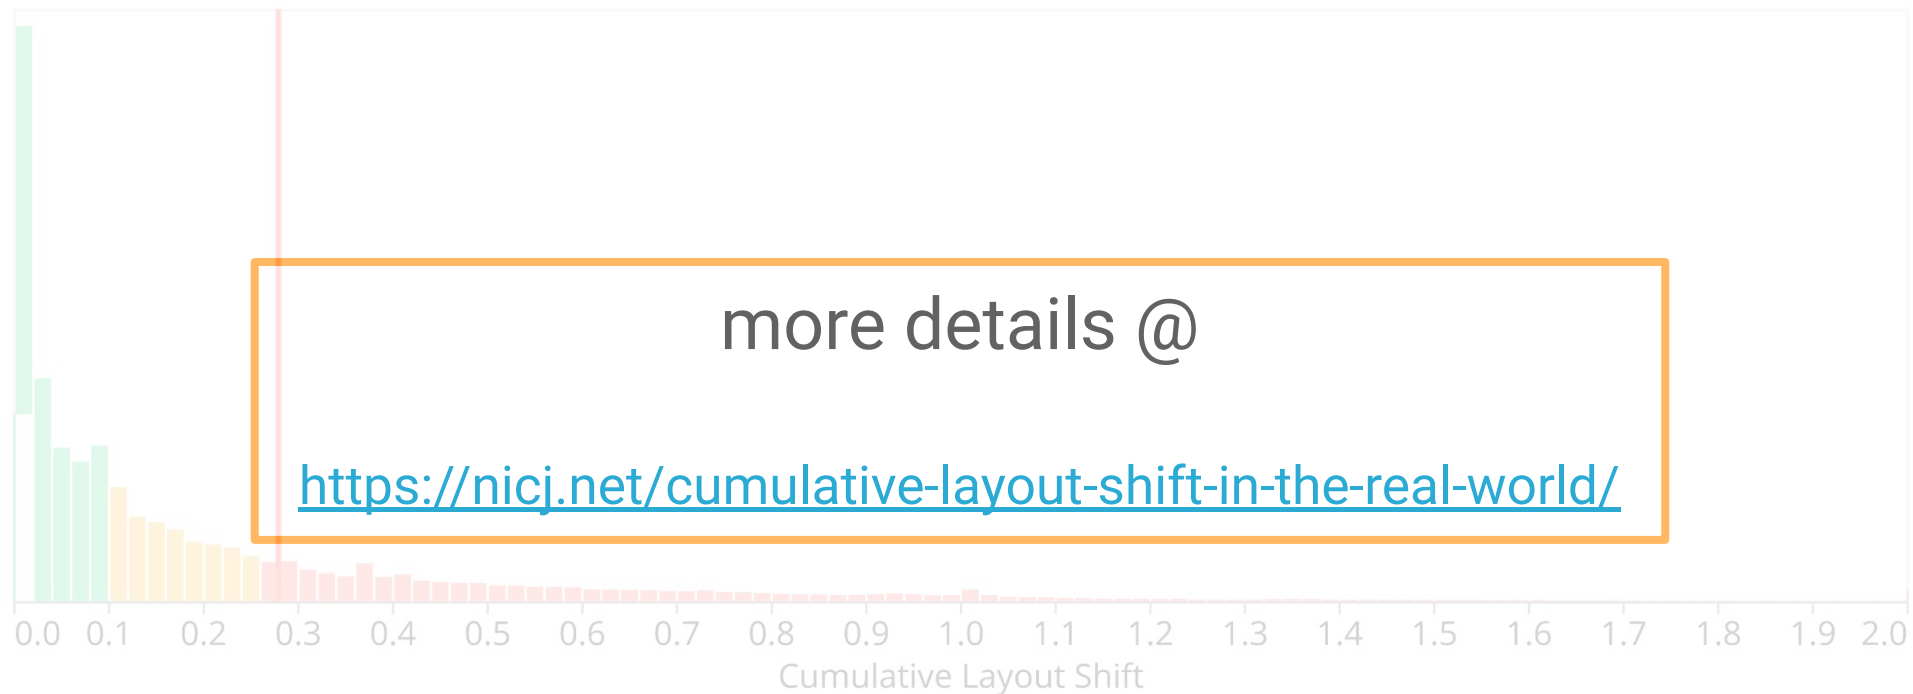 more details @
https://nicj.net/cumulative-layout-shift-in-the-real-world/
0.0 0.1 0.2 0.3 0.4 0.5 0.6 0.7 0.8 0.9 1.0 1.1 1.2 1.3 1.4 1.5 1.6 1.7 1.8 1.9 2.0
Cumulative Layout Shift